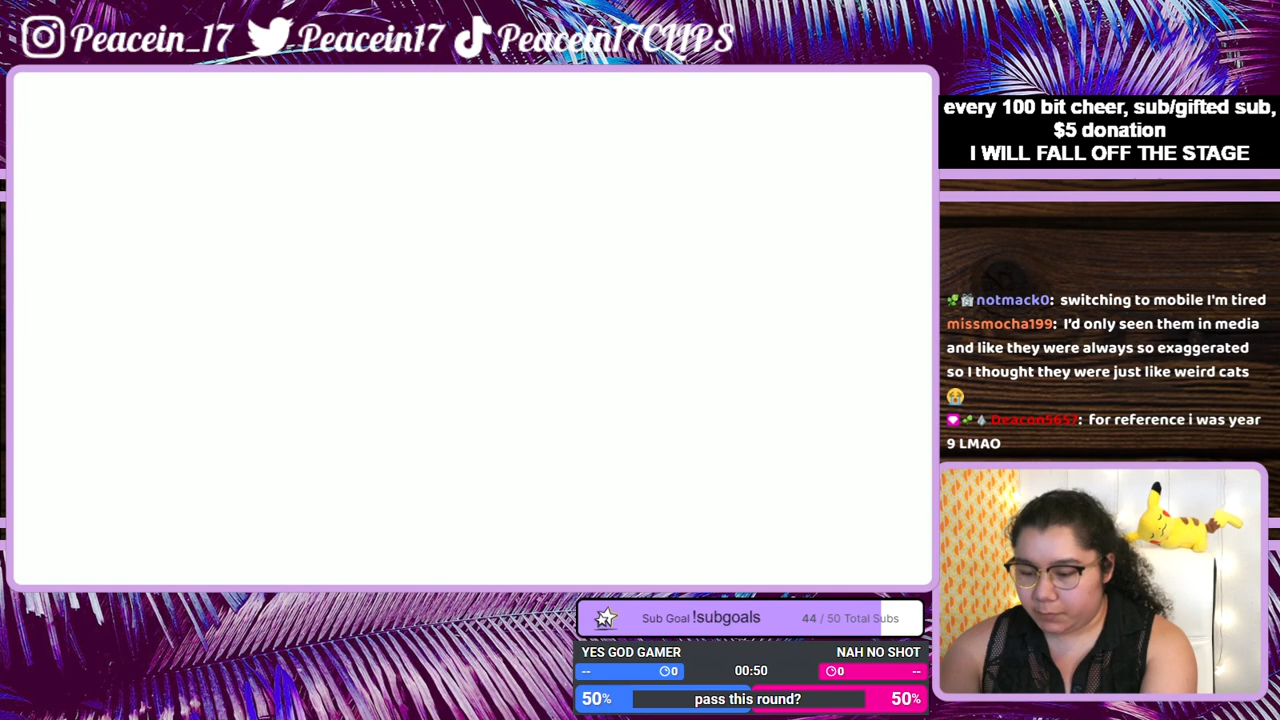 Peacein_17 Peacein17 Peacein17ClIPS
every 100 bit cheer, sub/gifted sub,
$5 donation
I WILL FALL OFF THE STAGE
notmack0: switching to mobile I'm tired
missmocha199: I'd only seen them in media
and like they were always so exaggerated
so I thought they were just like weird cats
Deacon5657: for reference i was year
9 LMAO
Sub Goal !subgoals 44 / 50 Total Subs
YES GOD GAMER NAH NO SHOT
-- 0 00:50 0 --
50% pass this round? 50%